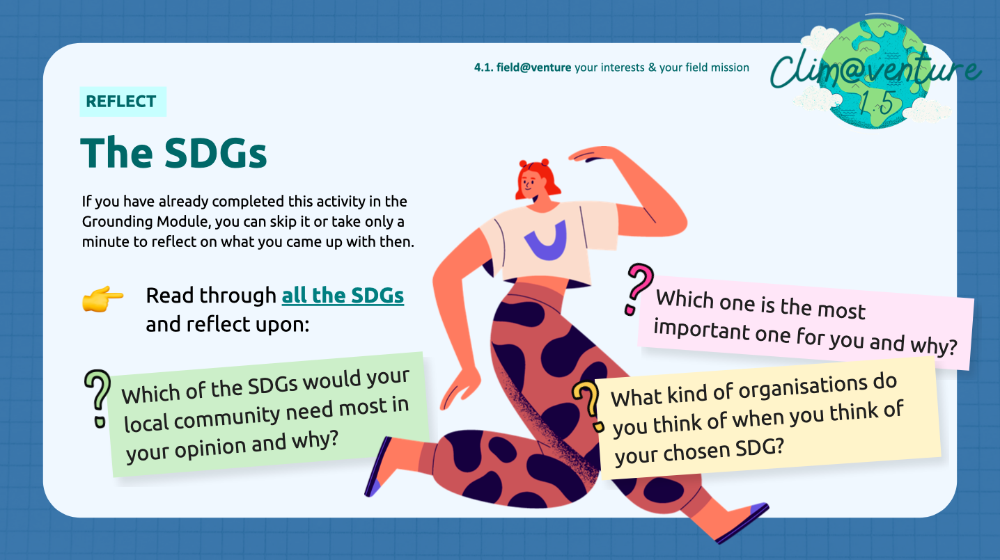 4.1. field@venture your interests & your field mission
Clim@venture
1.5
REFLECT
The SDGs
If you have already completed this activity in the
Grounding Module, you can skip it or take only a
minute to reflect on what you came up with then.
Read through all the SDGs
and reflect upon:
Which of the SDGs would your
local community need most in
your opinion and why?
Which one is the most
important one for you and why?
What kind of organisations do
you think of when you think of
your chosen SDG?